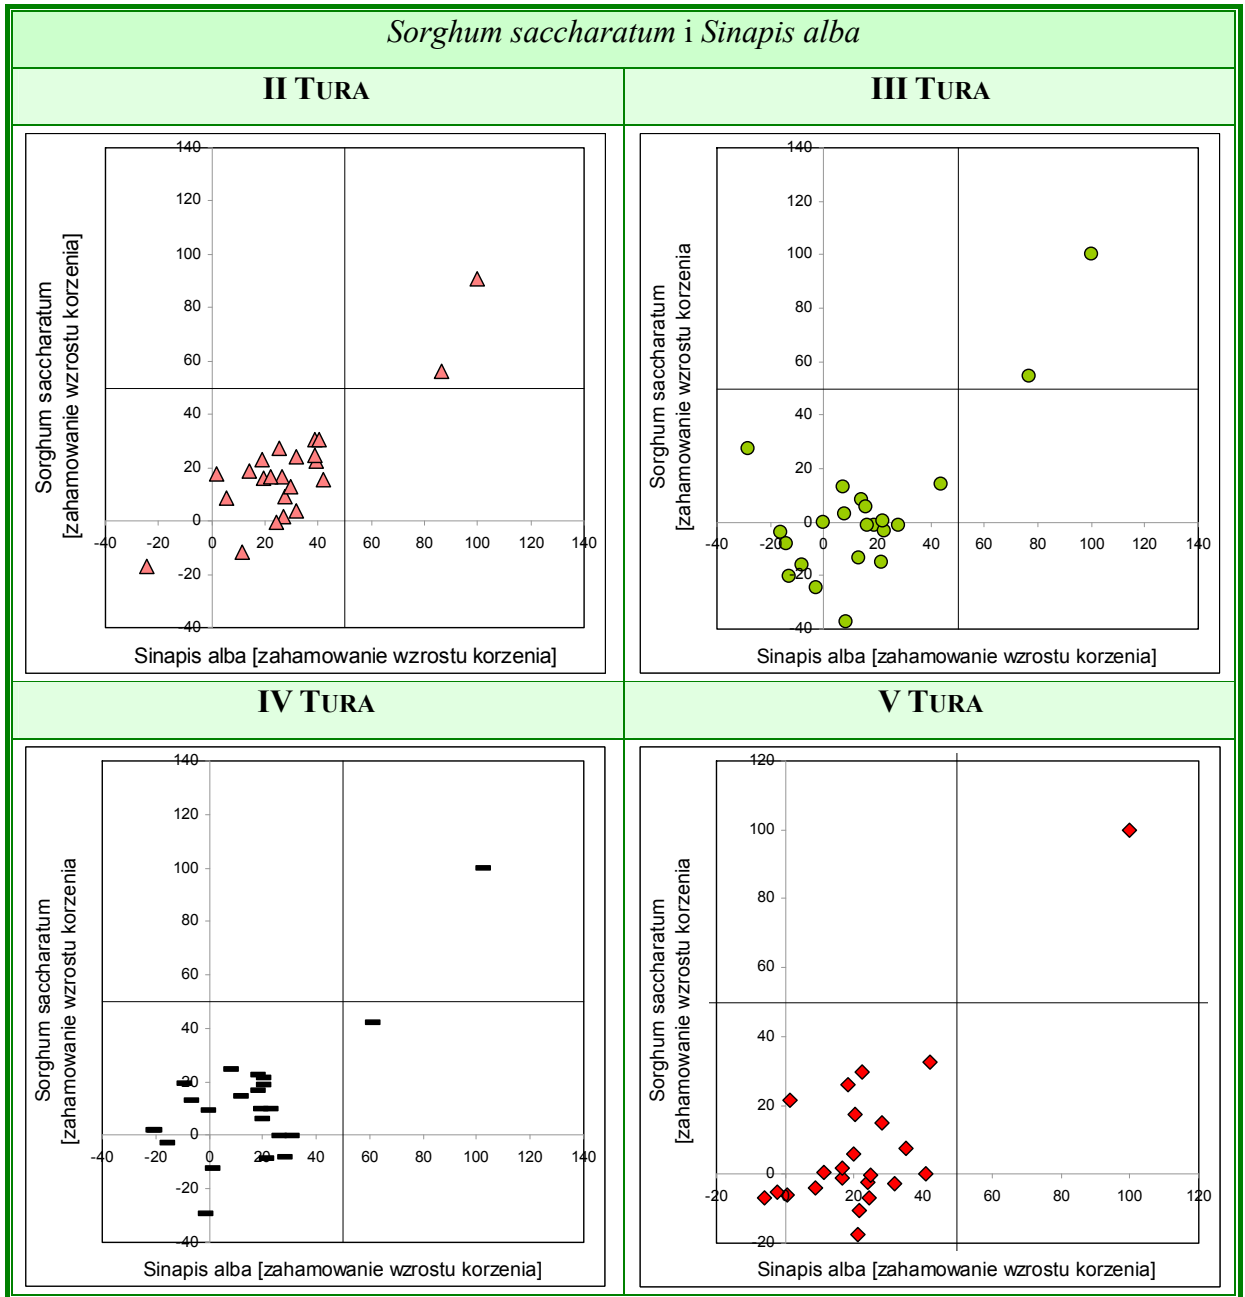 Sorghum saccharatum i Sinapis alba
II TURA
III TURA
Sorghum saccharatum
[zahamowanie wzrostu korzenia]
140
120
100
80
60
40
20
0
-20
-40
-40 -20 0 20 40 60 80 100 120 140
Sinapis alba [zahamowanie wzrostu korzenia]
Sorghum saccharatum
[zahamowanie wzrostu korzenia
140
120
100
80
60
40
20
0
-20
-40
-40 -20 0 20 40 60 80 100 120 140
Sinapis alba [zahamowanie wzrostu korzenia]
IV TURA
V TURA
Sorghum saccharatum
[zahamowanie wzrostu korzenia
140
120
100
80
60
40
20
0
-20
-40
-40 -20 0 20 40 60 80 100 120 140
Sinapis alba [zahamowanie wzrostu korzenia]
Sorghum saccharatum
[zahamowanie wzrostu korzenia
120
100
80
60
40
20
0
-20
-20 0 20 40 60 80 100 120
Sinapis alba [zahamowanie wzrostu korzenia]